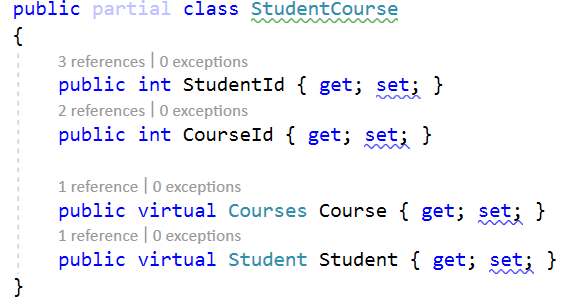 public partial class StudentCourse
{
3 references | 0 exceptions
public int StudentId { get; set; }
2 references | 0 exceptions
public int CourseId { get; set; }
1 reference | 0 exceptions
public virtual Courses Course { get; set; }
1 reference | 0 exceptions
public virtual Student Student { get; set; }
}